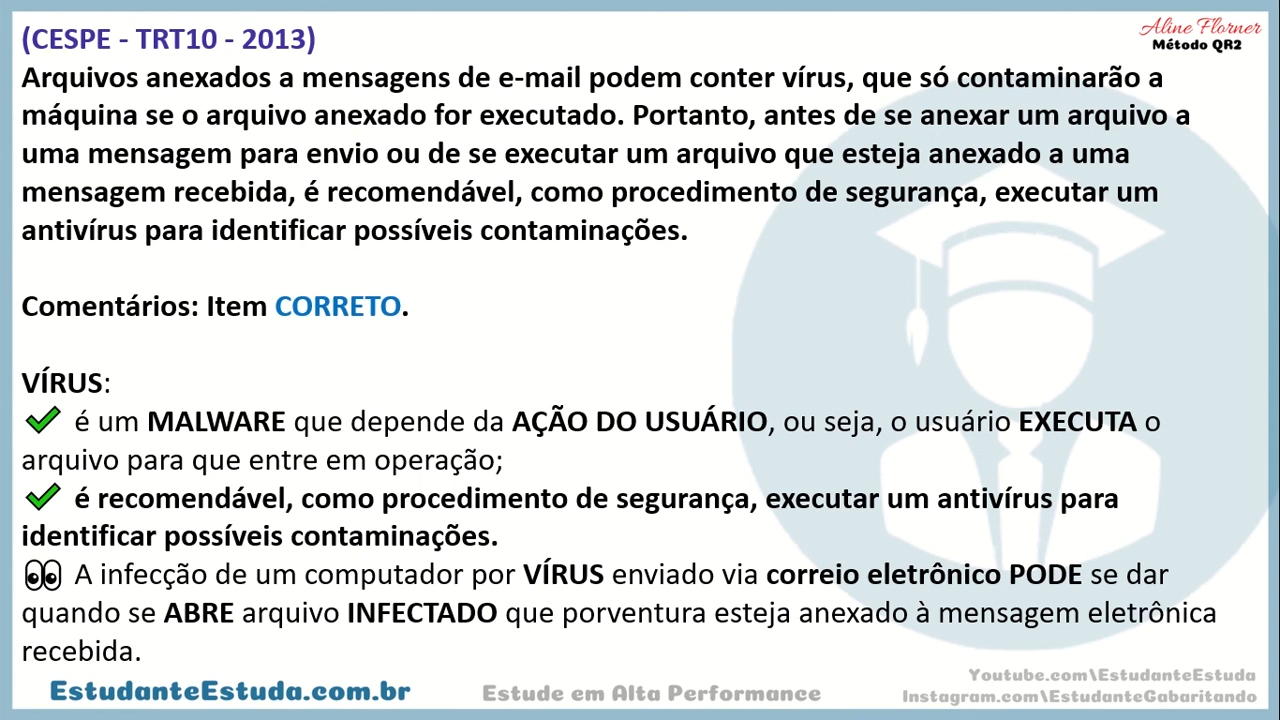 (CESPE - TRT10 - 2013)
Aline Florner
Método QR2
Arquivos anexados a mensagens de e-mail podem conter vírus, que só contaminarão a
máquina se o arquivo anexado for executado. Portanto, antes de se anexar um arquivo a
uma mensagem para envio ou de se executar um arquivo que esteja anexado a uma
mensagem recebida, é recomendável, como procedimento de segurança, executar um
antivírus para identificar possíveis contaminações.
Comentários: Item CORRETO.
VÍRUS:
é um MALWARE que depende da AÇÃO DO USUÁRIO, ou seja, o usuário EXECUTA o
arquivo para que entre em operação;
é recomendável, como procedimento de segurança, executar um antivírus para
identificar possíveis contaminações.
A infecção de um computador por VÍRUS enviado via correio eletrônico PODE se dar
quando se ABRE arquivo INFECTADO que porventura esteja anexado à mensagem eletrônica
recebida.
EstudanteEstuda.com.br
Estude em Alta Performance
Youtube.com\EstudanteEstuda
Instagram.com\EstudanteGabaritando